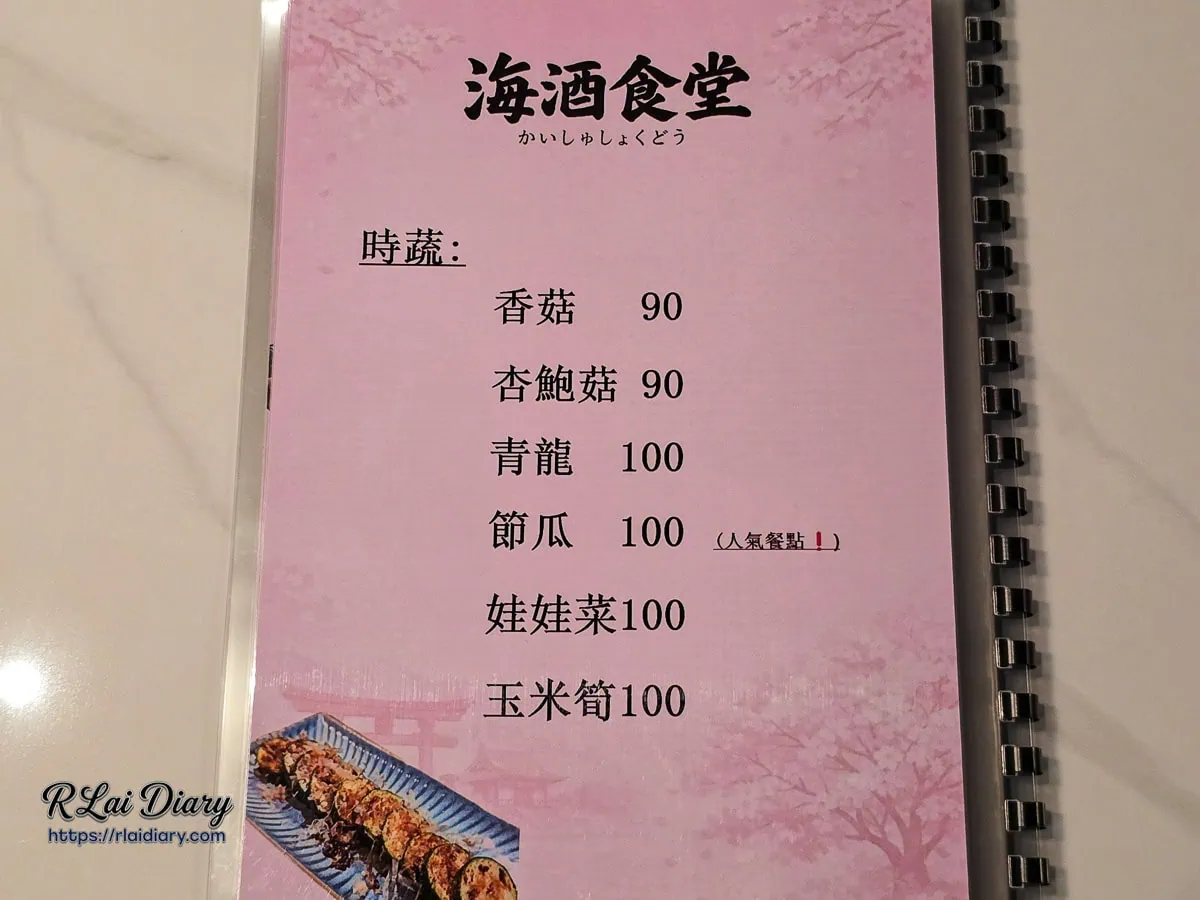 海酒食堂
かいしゅしょくどう
時蔬:
香菇 90
杏鮑菇 90
青龍 100
節瓜 100 (人氣餐點❗)
娃娃菜100
玉米筍100
RLai Diary
https://rlaidiary.com